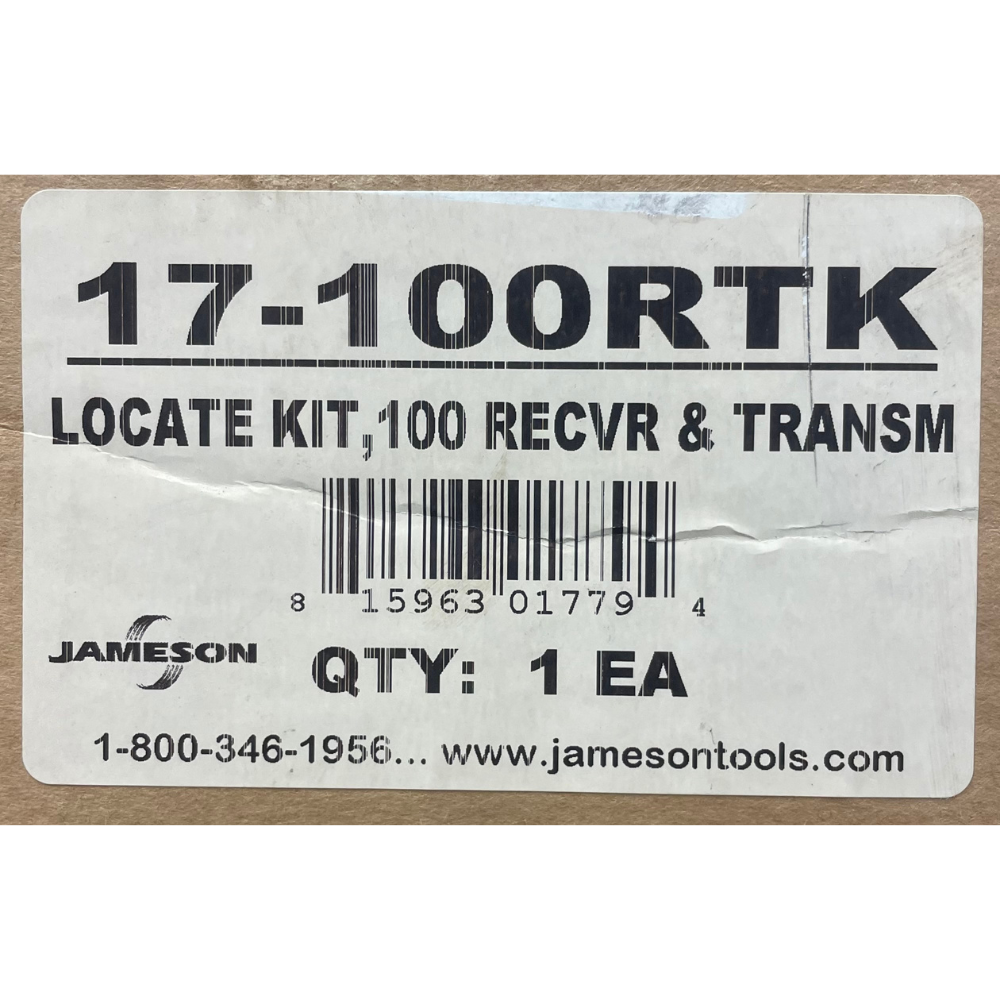 17-100RTK
LOCATE KIT,100 RECVR & TRANSM
8 15963 01779 4
JAMESON
QTY: 1 EA
1-800-346-1956... www.jamesontools.com